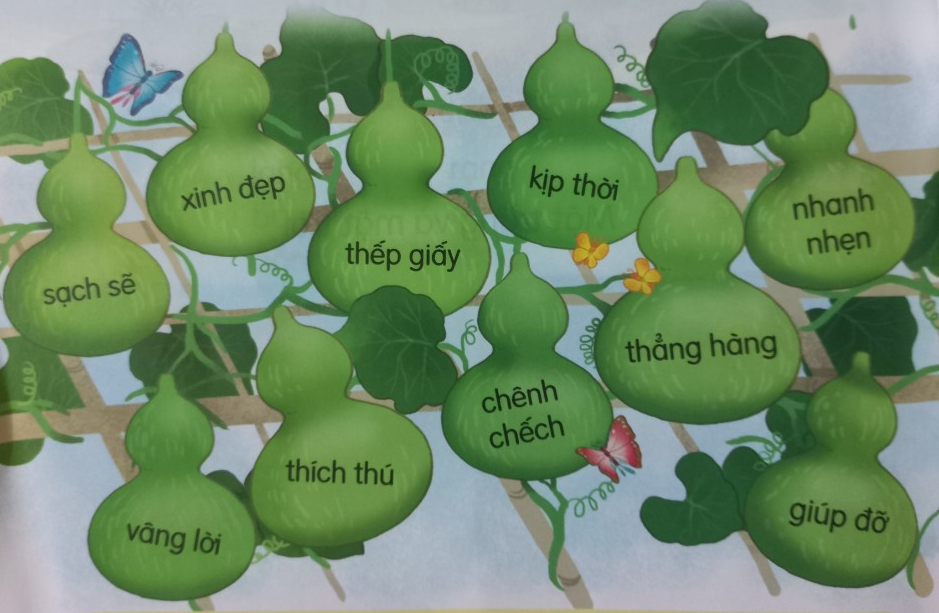 xinh đẹp
kịp thời
nhanh
nhẹn
thếp giấy
sạch sẽ
thẳng hàng
chênh
chếch
thích thú
vâng lời
giúp đỡ